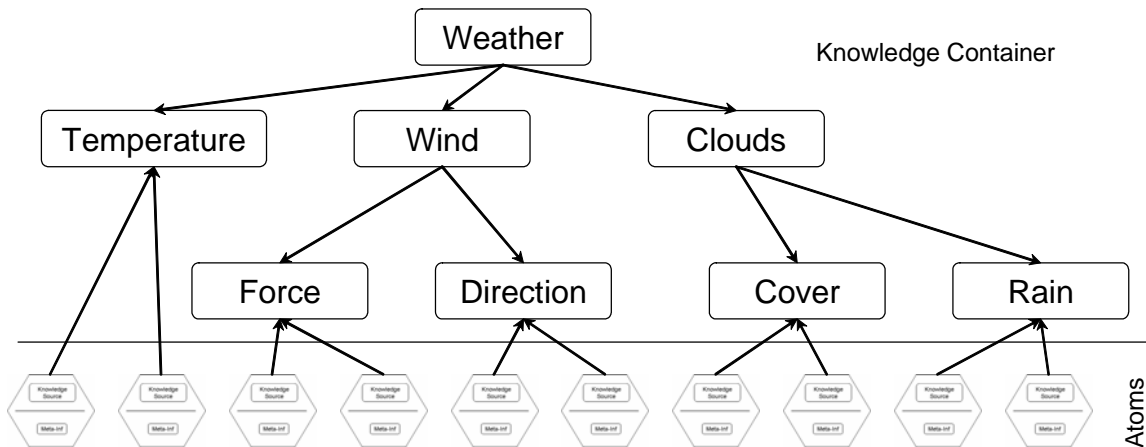 Weather
Knowledge Container
Temperature
Wind
Clouds
Force
Direction
Cover
Rain
Knowledge
Source
Meta-Inf
Knowledge
Source
Meta-Inf
Knowledge
Source
Meta-Inf
Knowledge
Source
Meta-Inf
Knowledge
Source
Meta-Inf
Knowledge
Source
Meta-Inf
Knowledge
Source
Meta-Inf
Knowledge
Source
Meta-Inf
Knowledge
Source
Meta-Inf
Knowledge
Source
Meta-Inf
Atoms